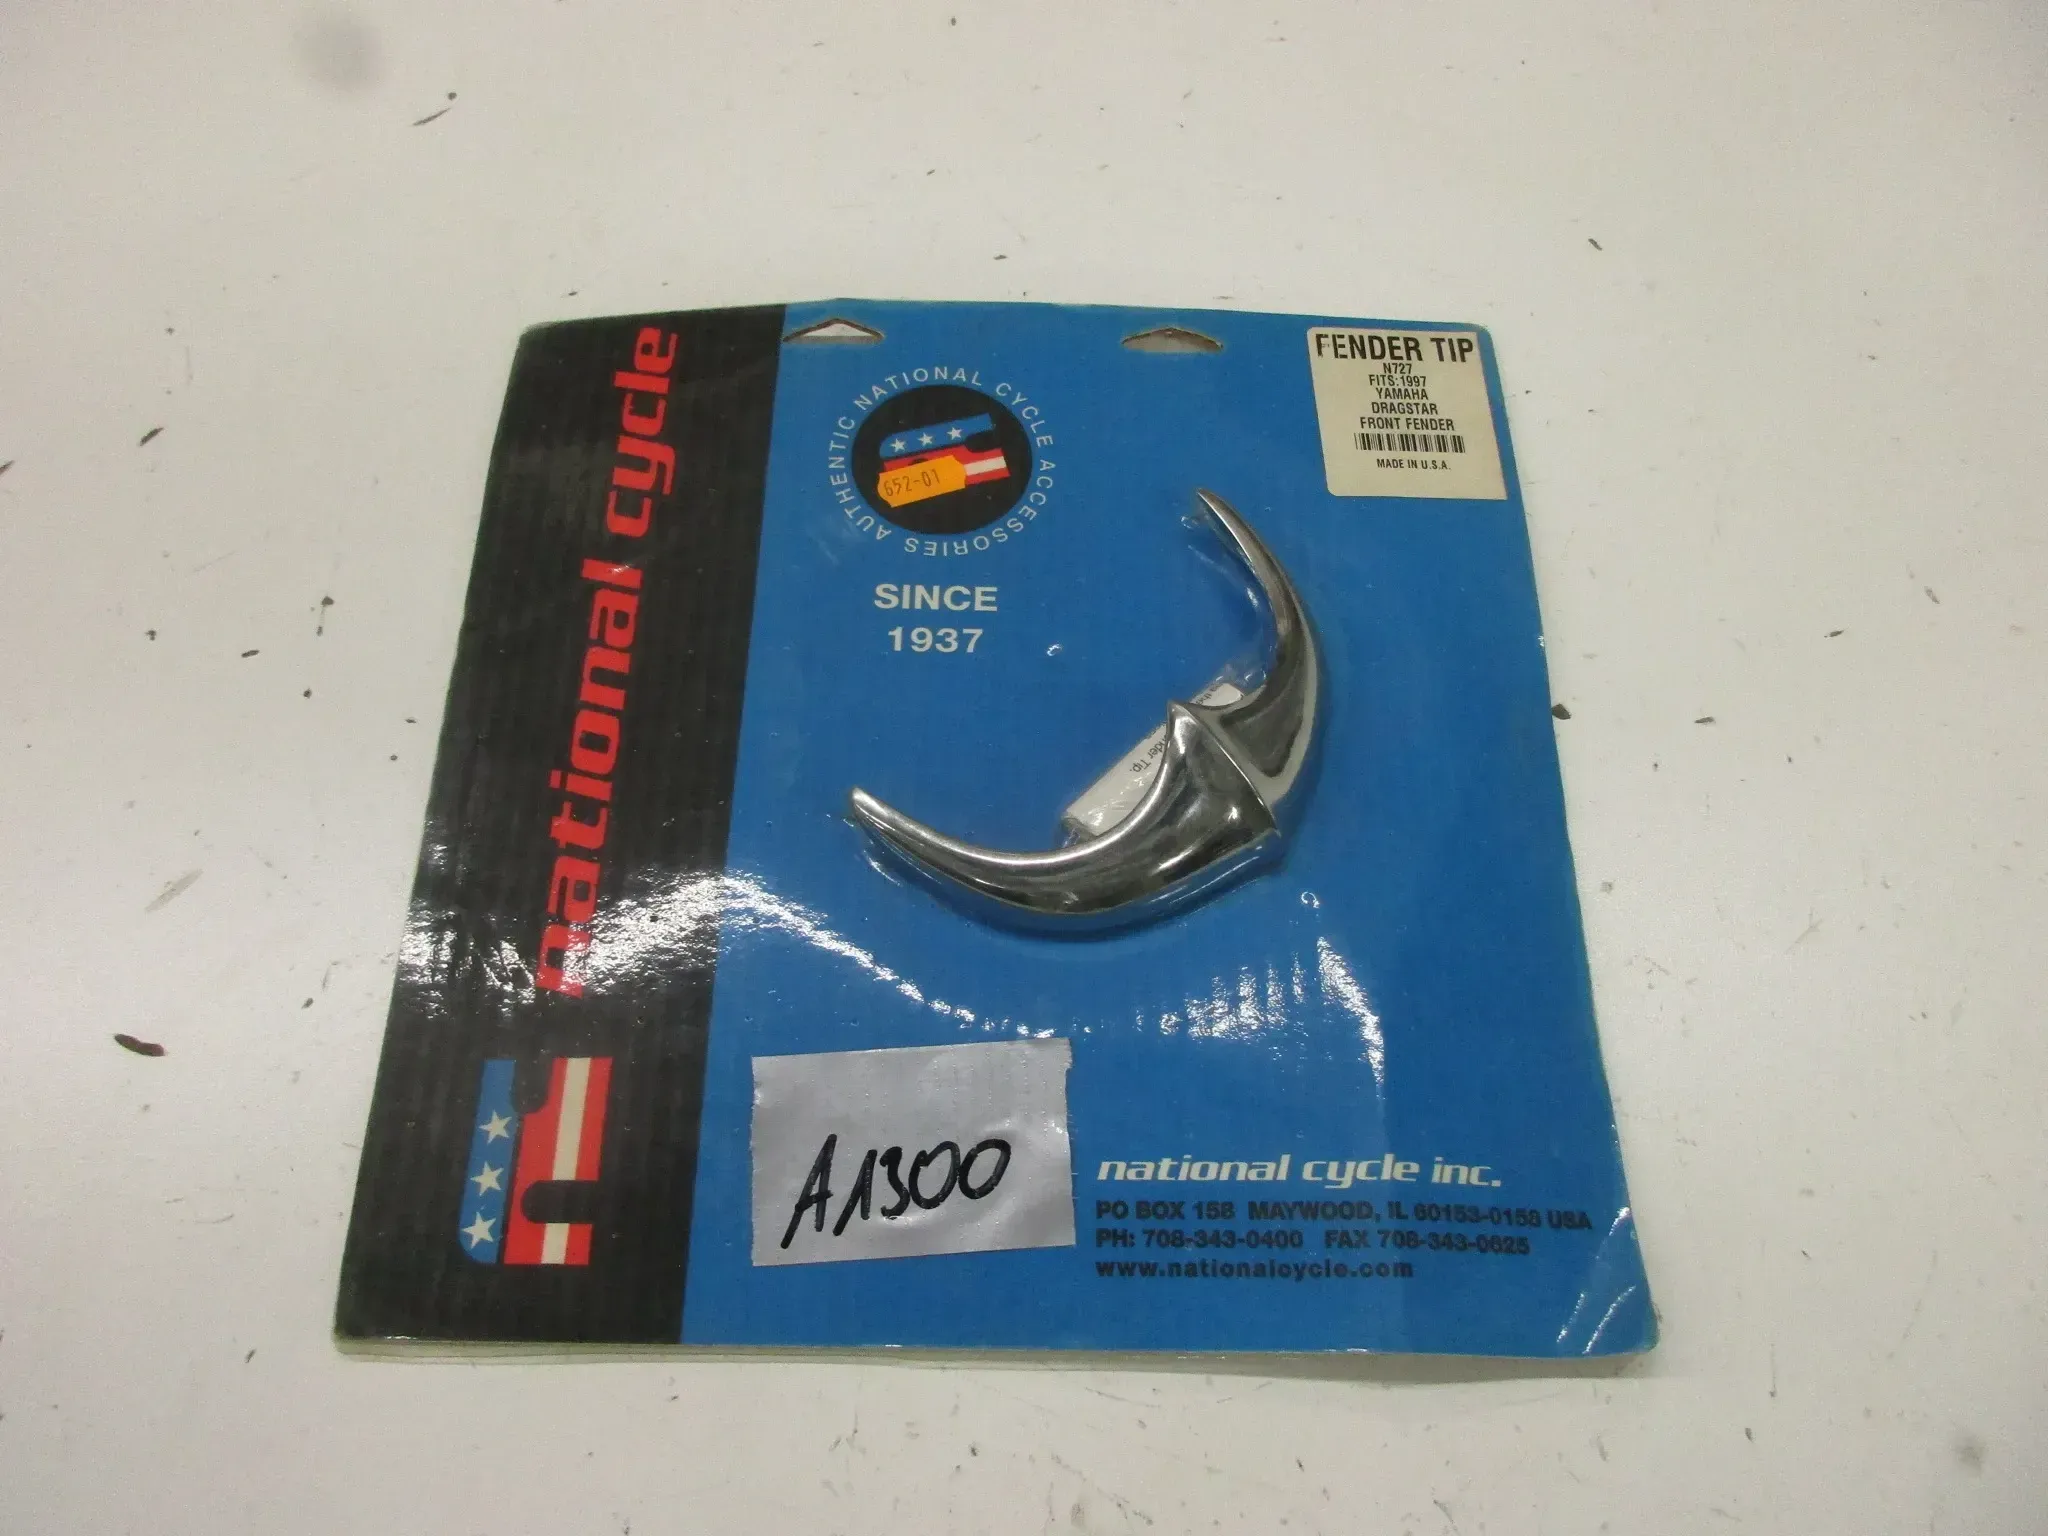 national cycle
AUTHENTIC NATIONAL CYCLE ACCESSORIES
652-01
SINCE
1937
FENDER TIP
N727
FITS:1997
YAMAHA
DRAGSTAR
FRONT FENDER
MADE IN U.S.A.
Tip.
A1300
national cycle inc.
PO BOX 158 MAYWOOD, IL 60153-0158 USA
PH: 708-343-0400 FAX 708-343-0625
www.nationalcycle.com